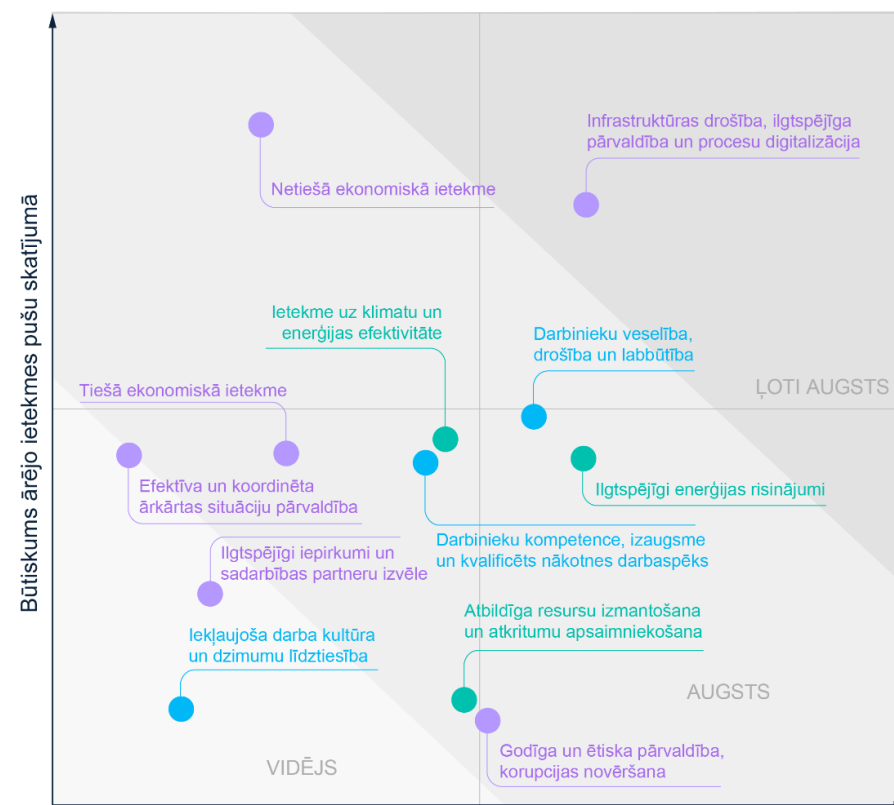 Būtiskums ārējo ietekmes pušu skatījumā
Infrastruktūras drošība, ilgtspējīga
pārvaldība un procesu digitalizācija
Netiešā ekonomiskā ietekme
Ietekme uz klimatu un
enerģijas efektivitāte
Darbinieku veselība,
drošība un labbūtība
ĻOTI AUGSTS
Tiešā ekonomiskā ietekme
Efektīva un koordinēta
ārkārtas situāciju pārvaldība
Ilgtspējīgi enerģijas risinājumi
Darbinieku kompetence, izaugsme
un kvalificēts nākotnes darbaspēks
Ilgtspējīgi iepirkumi un
sadarbības partneru izvēle
Atbildīga resursu izmantošana
un atkritumu apsaimniekošana
Iekļaujoša darba kultūra
un dzimumu līdztiesība
AUGSTS
Godīga un ētiska pārvaldība,
korupcijas novēršana
VIDĒJS